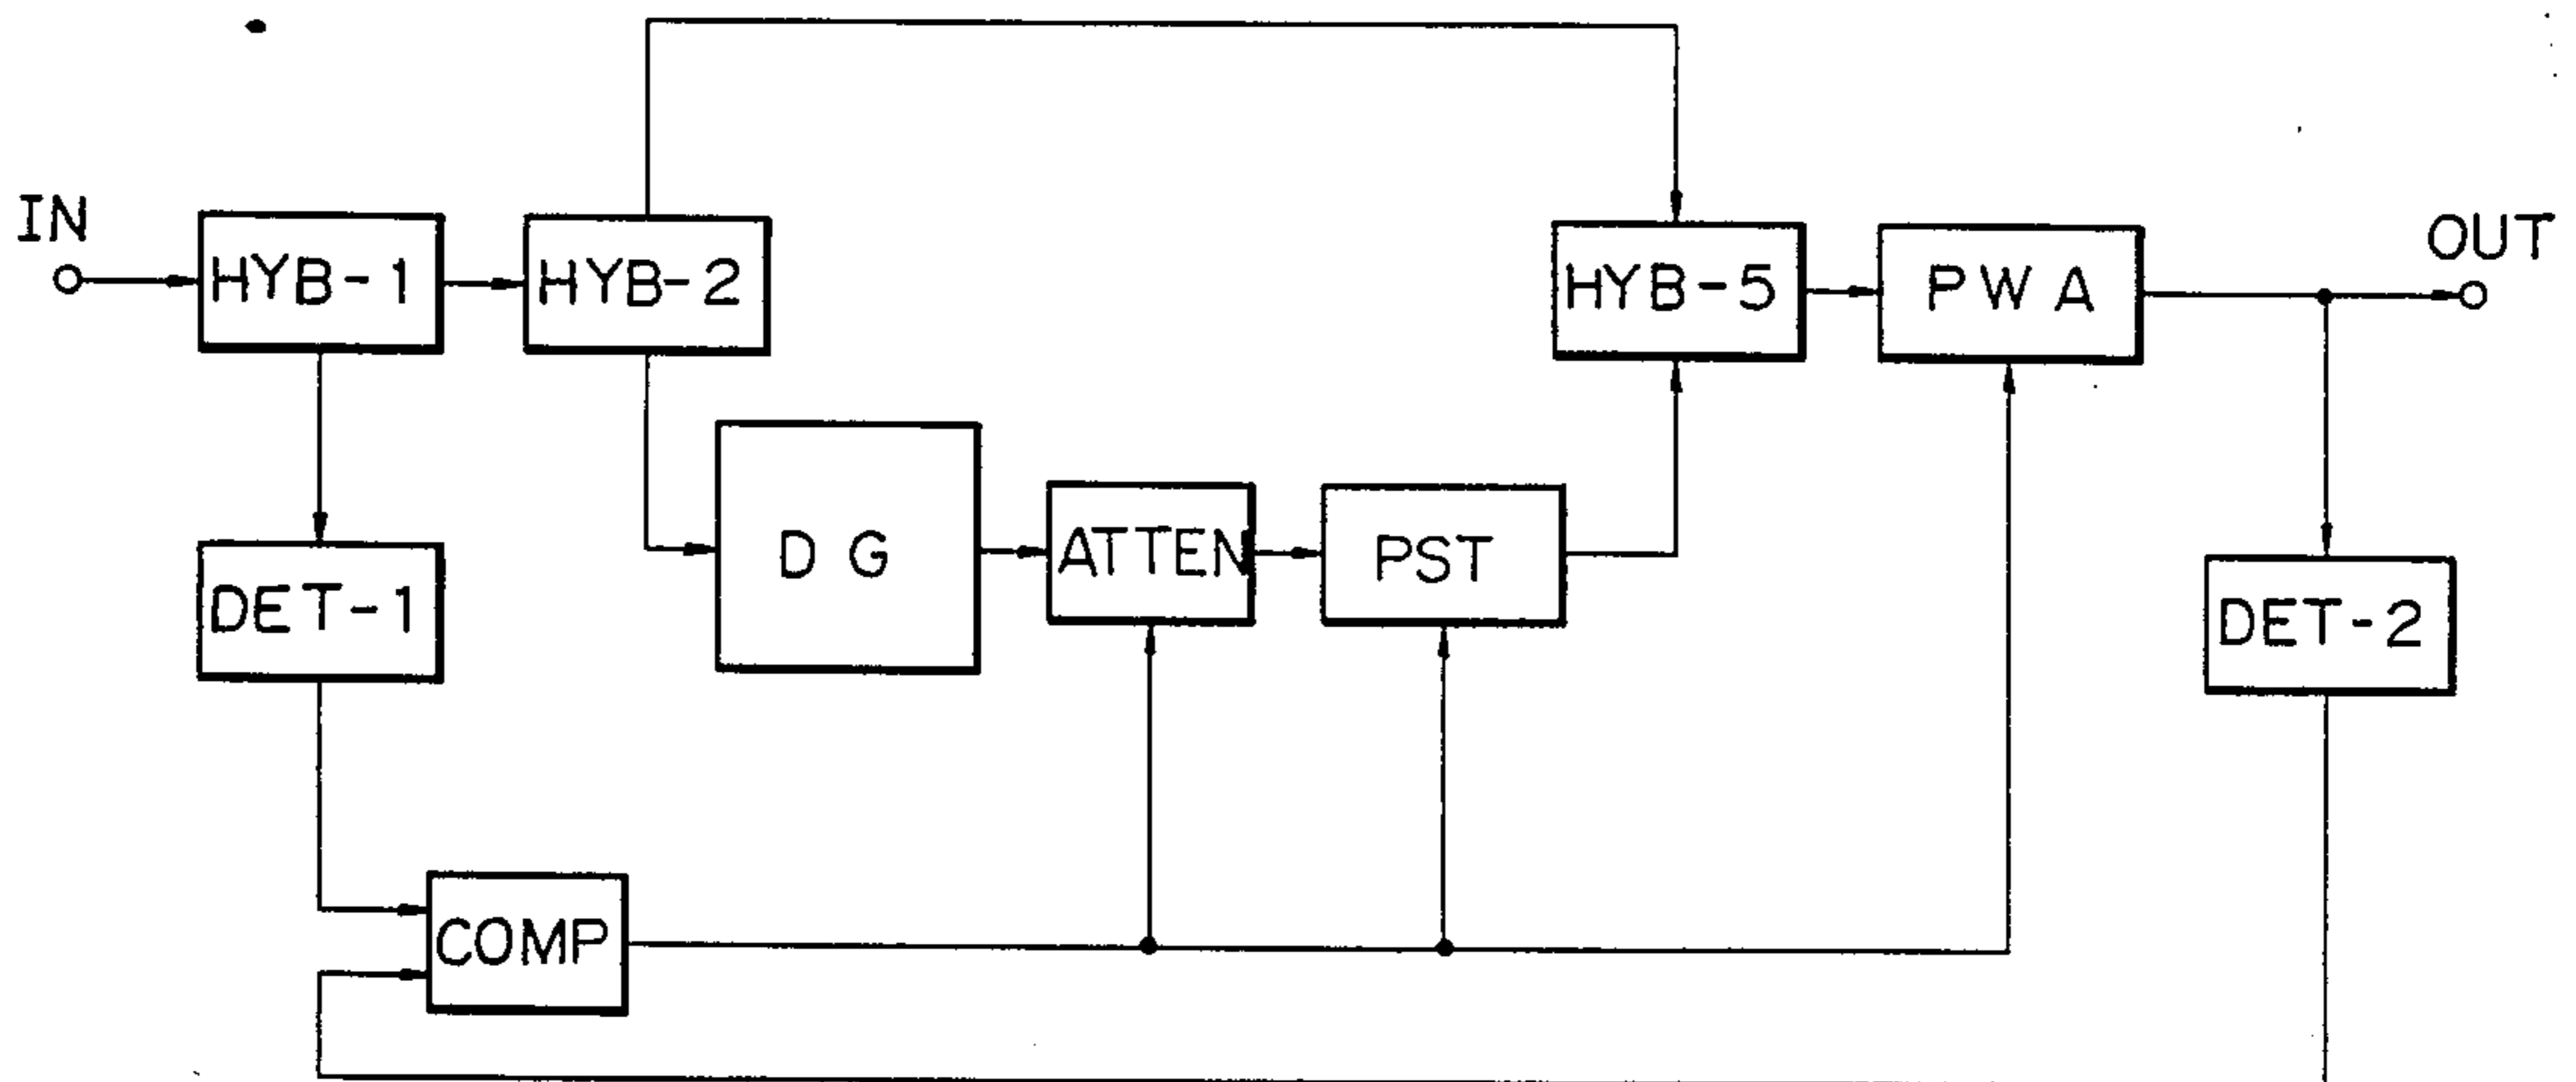 IN
OUT
HYB-1
HYB-2
HYB-5
PWA
DG
ATTEN
PST
DET-1
DET-2
COMP